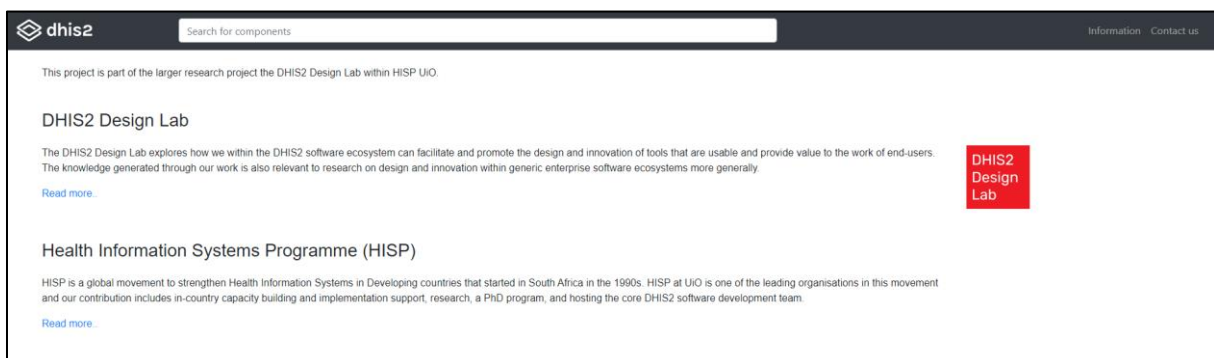 dhis2
Search for components
Information Contact us
This project is part of the larger research project the DHIS2 Design Lab within HISP UiO.
DHIS2 Design Lab
The DHIS2 Design Lab explores how we within the DHIS2 software ecosystem can facilitate and promote the design and innovation of tools that are usable and provide value to the work of end-users.
The knowledge generated through our work is also relevant to research on design and innovation within generic enterprise software ecosystems more generally.
Read more..
DHIS2
Design
Lab
Health Information Systems Programme (HISP)
HISP is a global movement to strengthen Health Information Systems in Developing countries that started in South Africa in the 1990s. HISP at UiO is one of the leading organisations in this movement
and our contribution includes in-country capacity building and implementation support, research, a PhD program, and hosting the core DHIS2 software development team.
Read more..